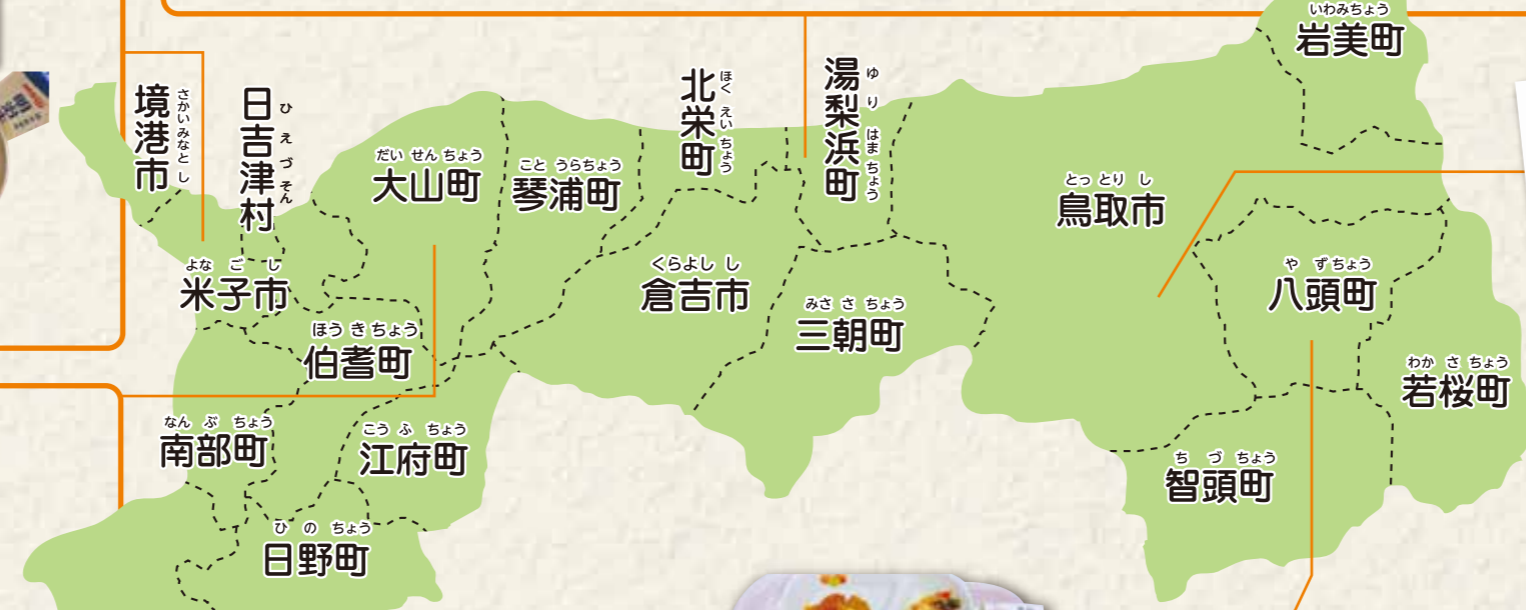 いわみちょう
岩美町
さかいみなとし
境港市
ひえづそん
日吉津村
だいせんちょう
大山町
ことうらちょう
琴浦町
ほくえいちょう
北栄町
ゆりはまちょう
湯梨浜町
とっとりし
鳥取市
よなごし
米子市
くらよしし
倉吉市
みささちょう
三朝町
やずちょう
八頭町
ほうきちょう
伯耆町
わかさちょう
若桜町
なんぶちょう
南部町
こうふちょう
江府町
ちづちょう
智頭町
ひのちょう
日野町